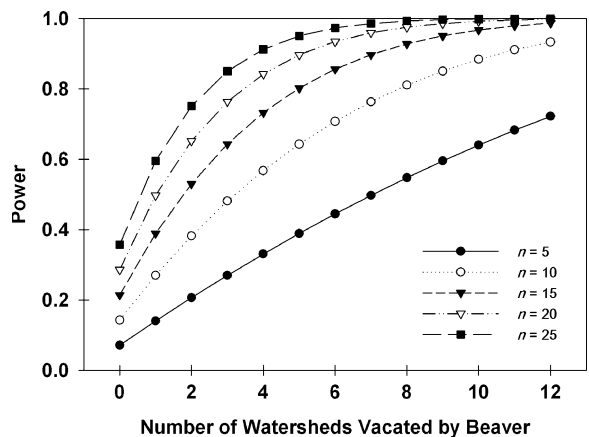 1.0
0.8
0.6
0.4
0.2
0.0
Power
n = 5
n = 10
n = 15
n = 20
n = 25
0 2 4 6 8 10 12
Number of Watersheds Vacated by Beaver